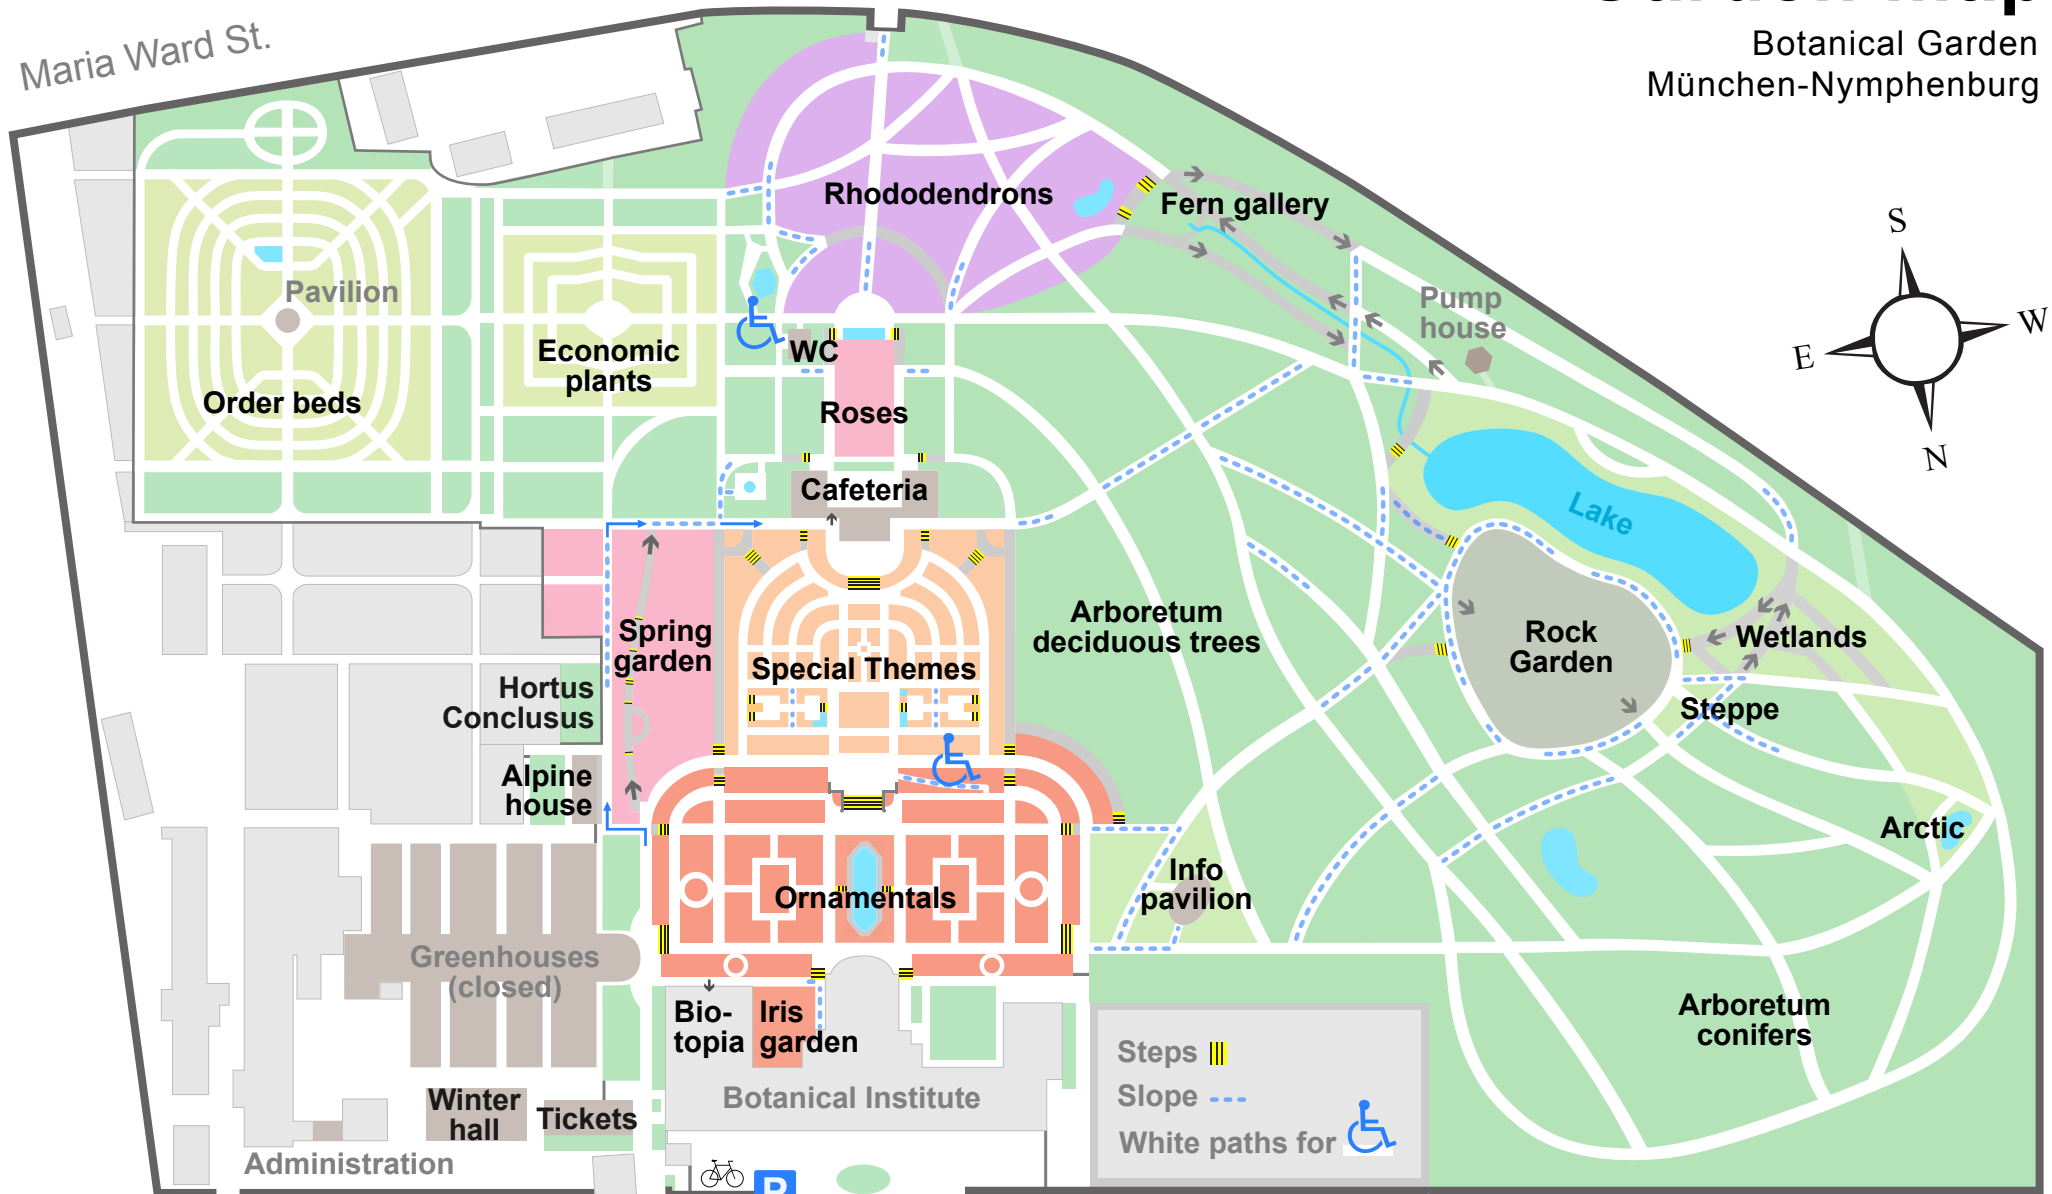 Garden Map
Botanical Garden
München-Nymphenburg
Maria Ward St.
Rhododendrons
Fern gallery
S
W
E
N
Pavilion
Pump
house
Economic
plants
WC
Order beds
Roses
Cafeteria
Lake
Arboretum
deciduous trees
Spring
garden
Rock
Garden
Wetlands
Special Themes
Hortus
Conclusus
Steppe
Alpine
house
Arctic
Info
pavilion
Ornamentals
Greenhouses
(closed)
Bio-
topia
Iris
garden
Arboretum
conifers
Steps
Slope
White paths for
Botanical Institute
Winter
hall
Tickets
Administration
P